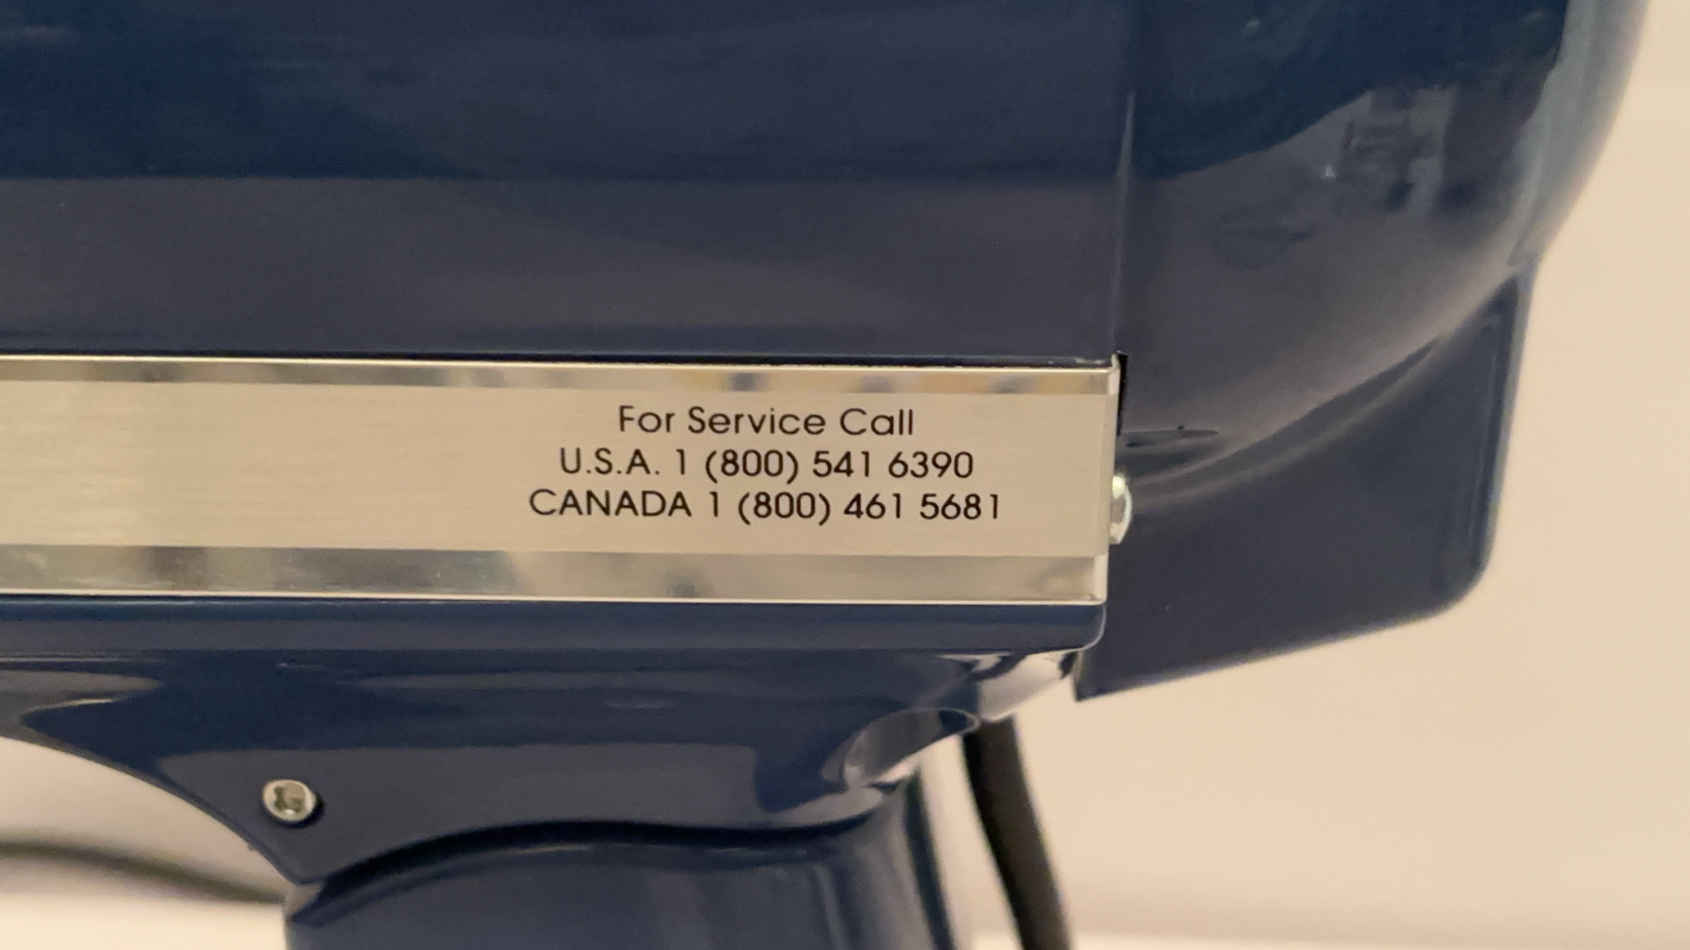 For Service Call
U.S.A. 1 (800) 541 6390
CANADA 1 (800) 461 5681